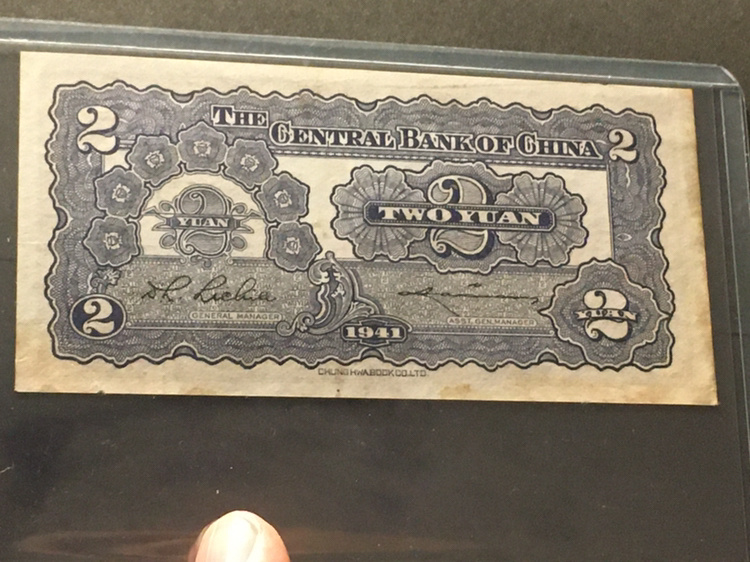 2
THE CENTRAL BANK OF CHINA
2
2
YUAN
2
TWO YUAN
2
GENERAL MANAGER
ASST. GEN. MANAGER
2
YUAN
1941
CHUNG HWA BOOK CO. LTD.